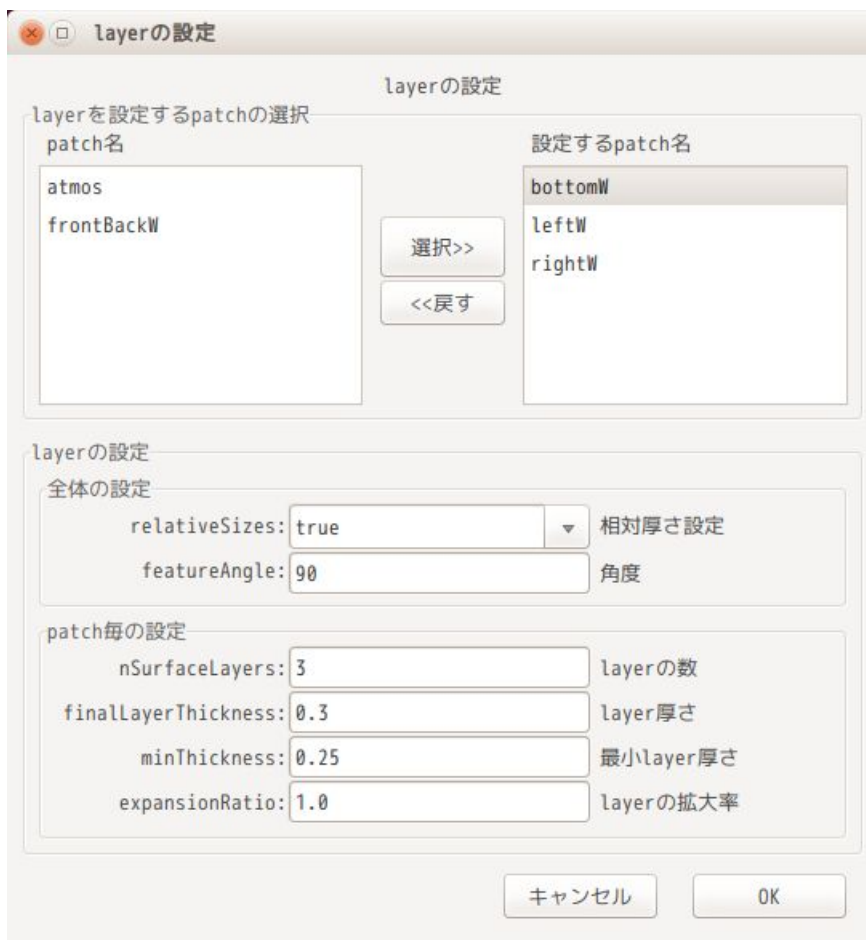 layerの設定
layerの設定
layerを設定するpatchの選択
patch名
設定するpatch名
atmos
frontBackW
選択>>
<<戻す
bottomW
leftW
rightW
layerの設定
全体の設定
relativeSizes: true 相対厚さ設定
featureAngle: 90 角度
patch毎の設定
nSurfaceLayers: 3 layerの数
finalLayerThickness: 0.3 layer厚さ
minThickness: 0.25 最小layer厚さ
expansionRatio: 1.0 layerの拡大率
キャンセル OK